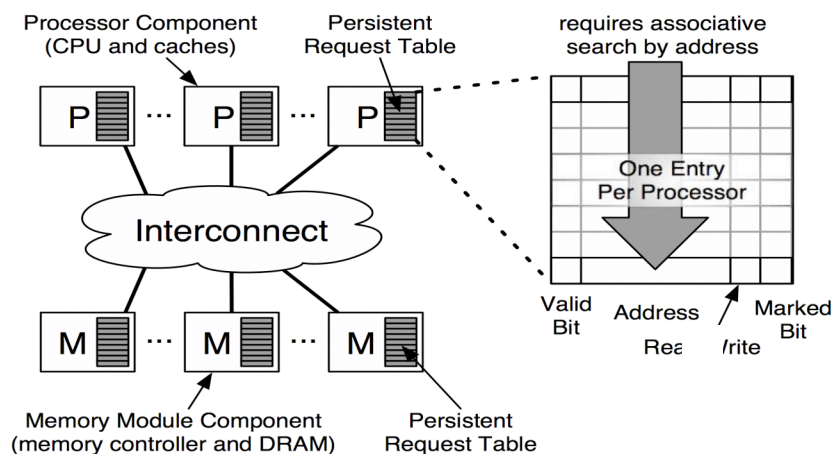 Processor Component
(CPU and caches)
Persistent
Request Table
requires associative
search by address
P
...
P
...
P
One Entry
Per Processor
Interconnect
M
...
M
...
M
Valid
Bit
Address
Marked
Bit
Memory Module Component
(memory controller and DRAM)
Persistent
Request Table